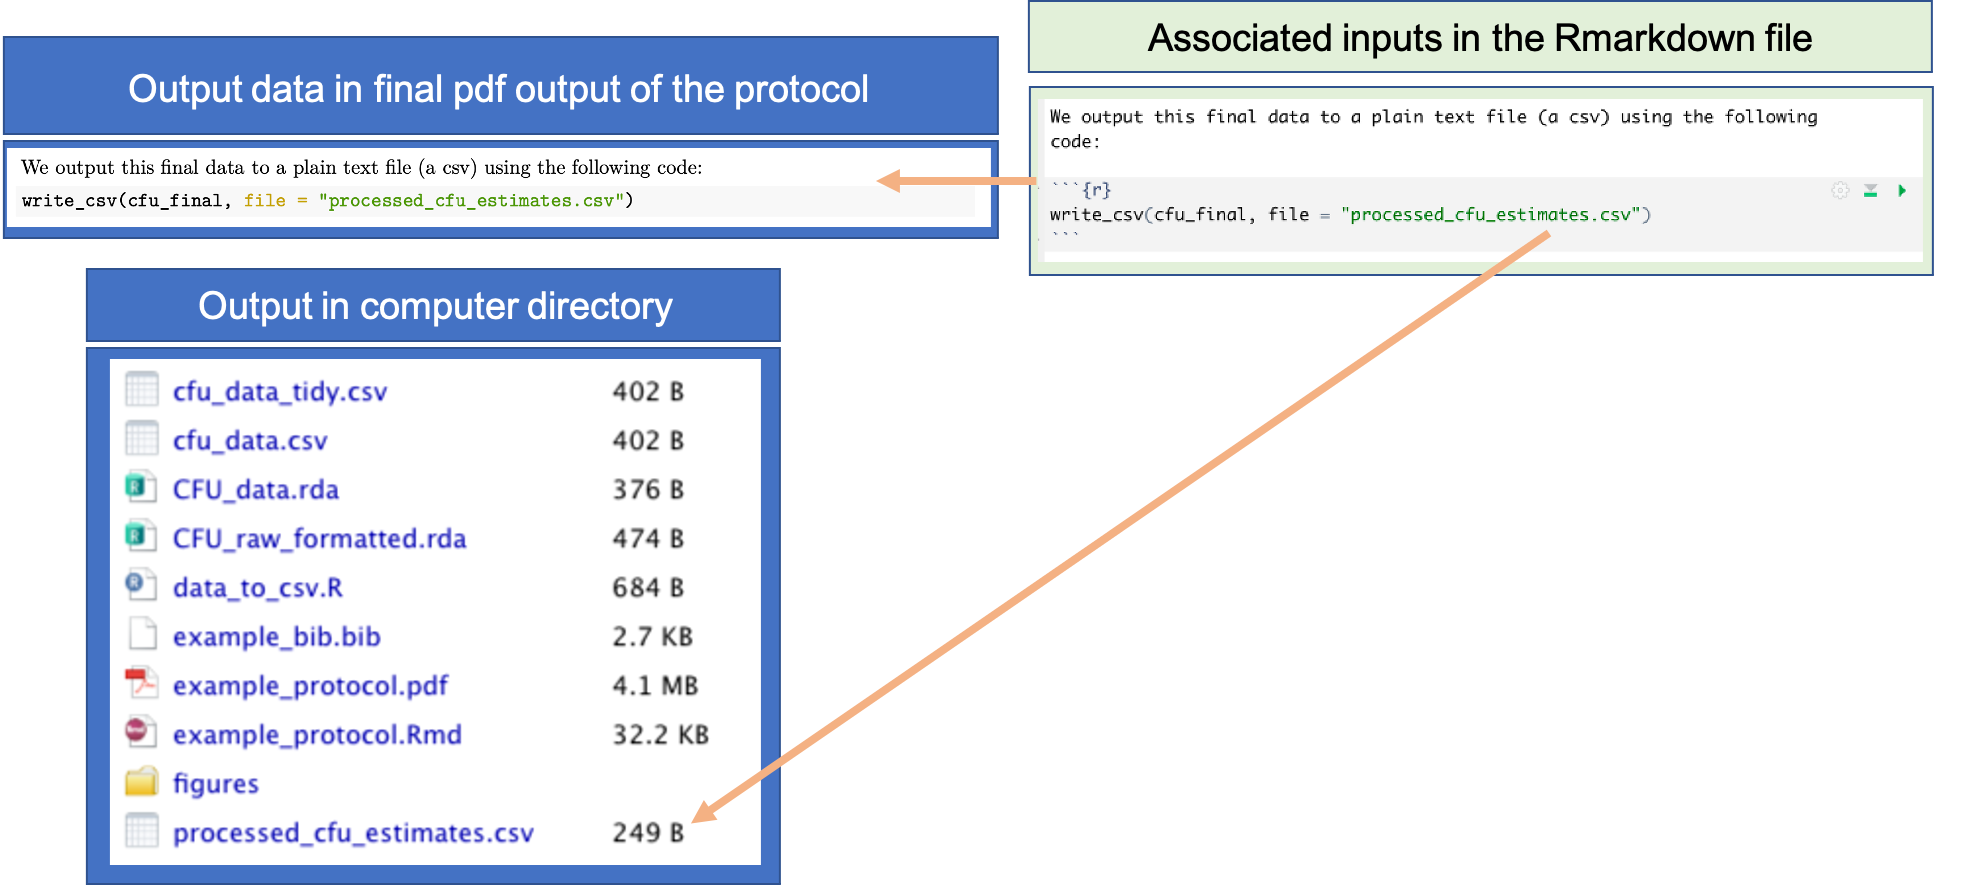 Output data in final pdf output of the protocol
We output this final data to a plain text file (a csv) using the following code:
write_csv(cfu_final, file = "processed_cfu_estimates.csv")
Associated inputs in the Rmarkdown file
We output this final data to a plain text file (a csv) using the following
code:
```{r}
write_csv(cfu_final, file = "processed_cfu_estimates.csv")
```
Output in computer directory
cfu_data_tidy.csv 402 B
cfu_data.csv 402 B
CFU_data.rda 376 B
CFU_raw_formatted.rda 474 B
data_to_csv.R 684 B
example_bib.bib 2.7 KB
example_protocol.pdf 4.1 MB
example_protocol.Rmd 32.2 KB
figures
processed_cfu_estimates.csv 249 B